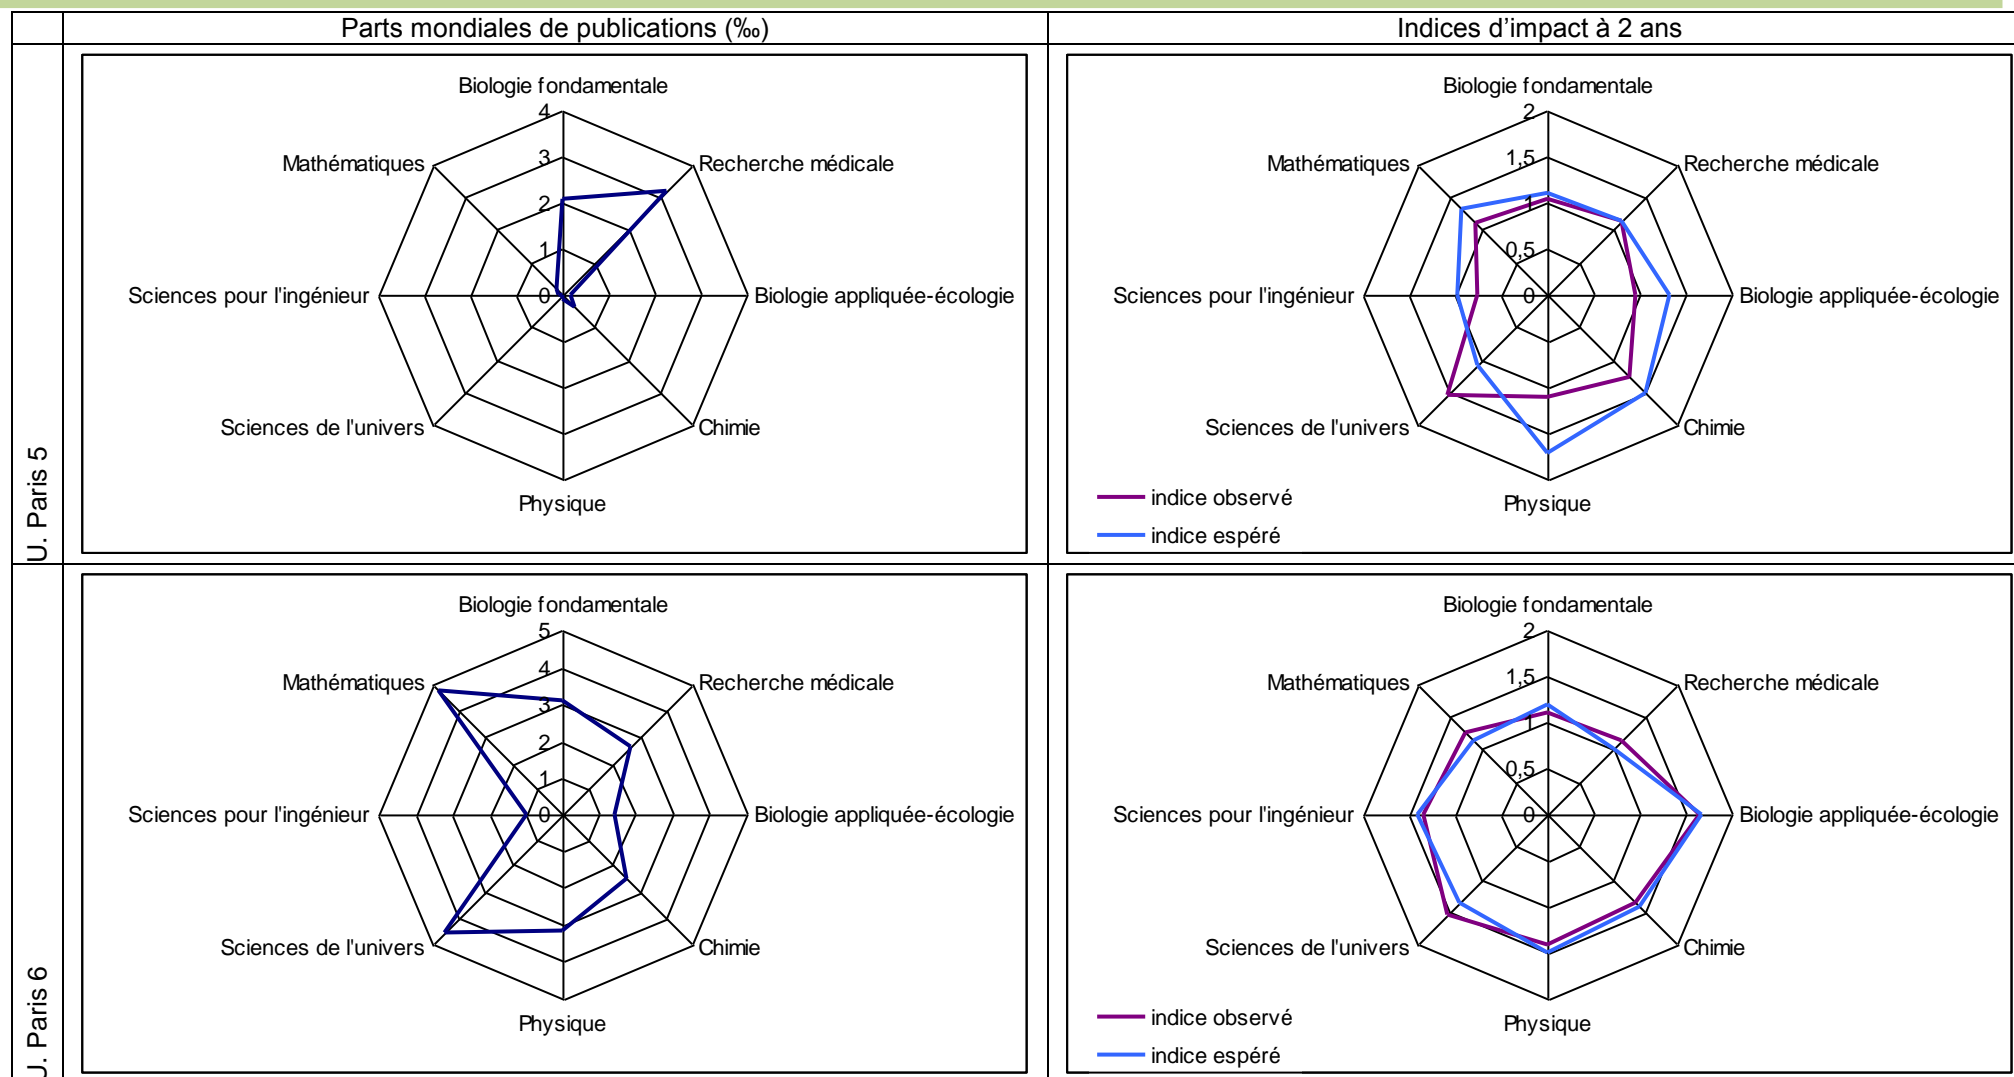 Parts mondiales de publications (‰)
Indices d'impact à 2 ans
U. Paris 5
Biologie fondamentale
4
Mathématiques
Recherche médicale
3
2
1
Sciences pour l'ingénieur
0
Biologie appliquée-écologie
Sciences de l'univers
Chimie
Physique
Biologie fondamentale
2
Mathématiques
Recherche médicale
1,5
1
0,5
Sciences pour l'ingénieur
0
Biologie appliquée-écologie
Sciences de l'univers
Chimie
Physique
indice observé
indice espéré
U. Paris 6
Biologie fondamentale
5
Mathématiques
Recherche médicale
4
3
2
1
Sciences pour l'ingénieur
0
Biologie appliquée-écologie
Sciences de l'univers
Chimie
Physique
Biologie fondamentale
2
Mathématiques
Recherche médicale
1,5
1
0,5
Sciences pour l'ingénieur
0
Biologie appliquée-écologie
Sciences de l'univers
Chimie
Physique
indice observé
indice espéré